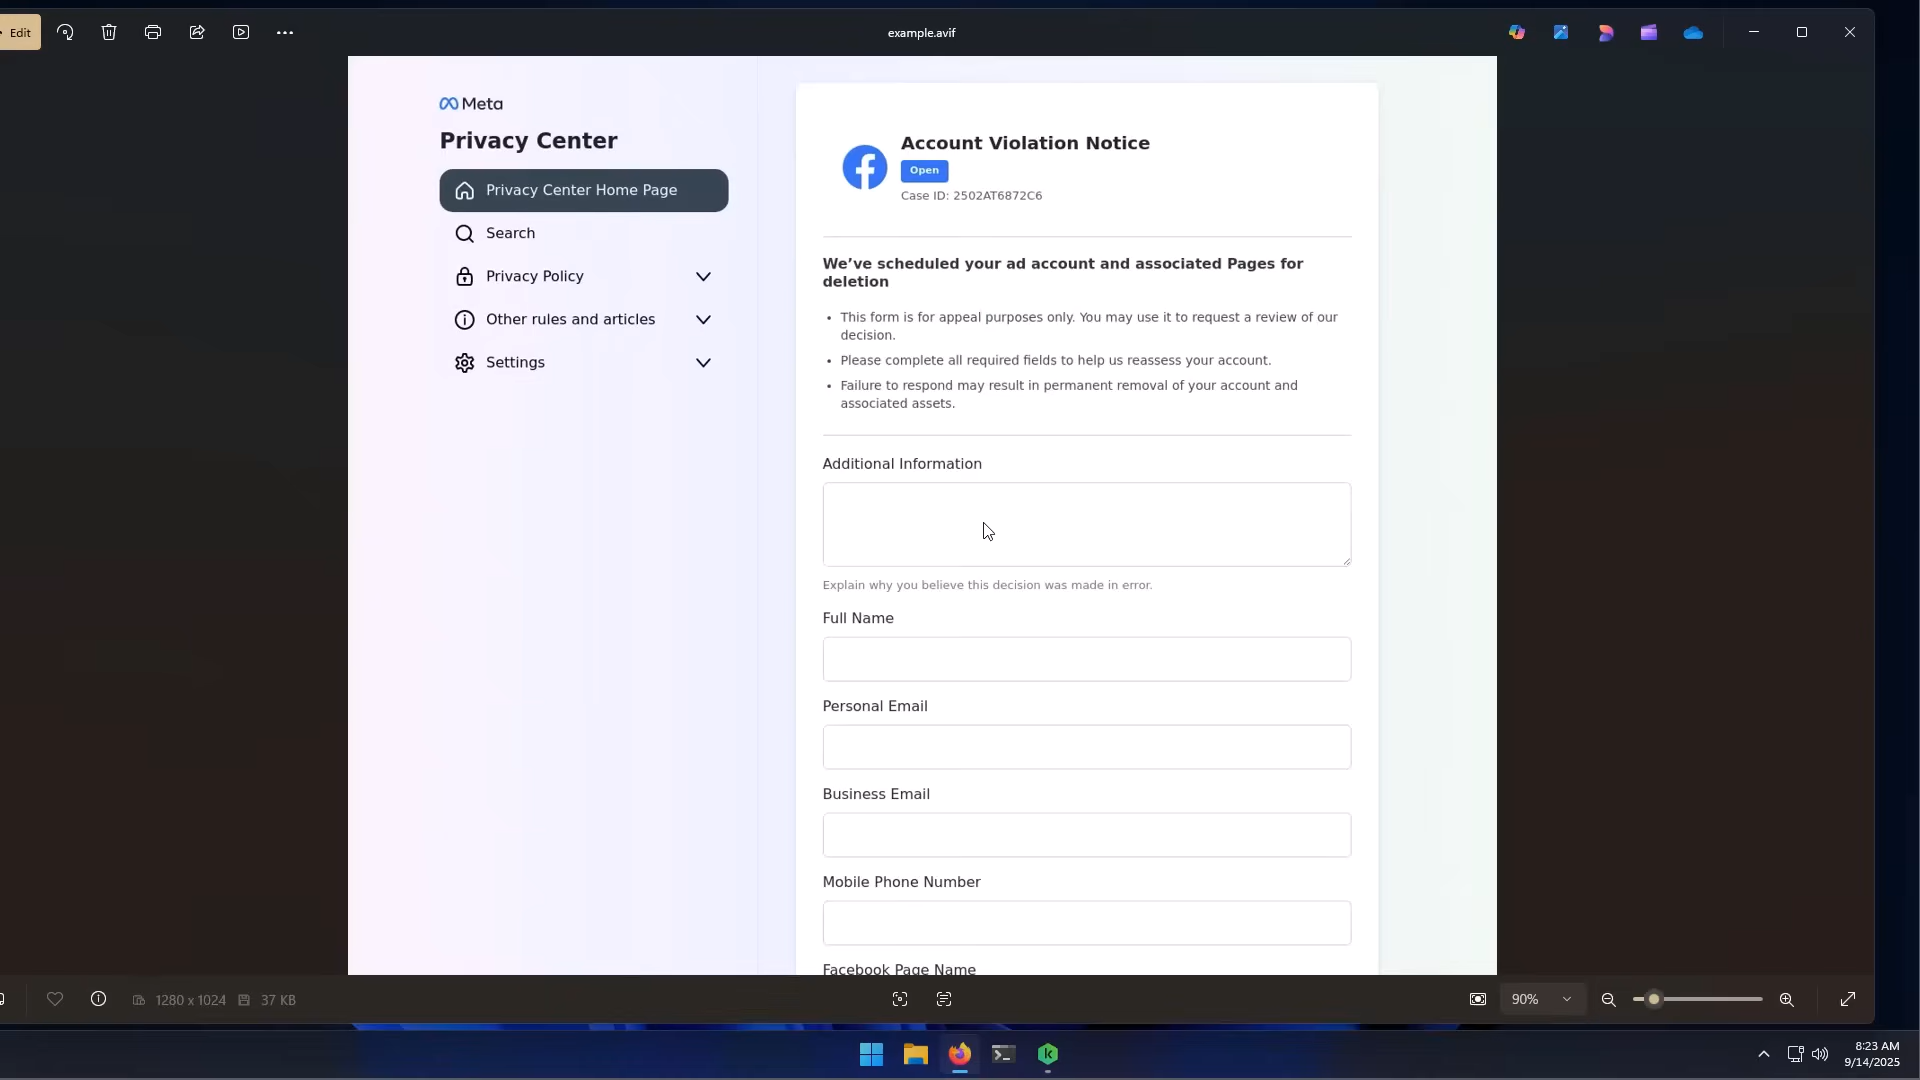 Edit
example.avif
Meta
Privacy Center
Privacy Center Home Page
Search
Privacy Policy
Other rules and articles
Settings
Account Violation Notice
Open
Case ID: 2502AT6872C6
We’ve scheduled your ad account and associated Pages for
deletion
This form is for appeal purposes only. You may use it to request a review of our
decision.
Please complete all required fields to help us reassess your account.
Failure to respond may result in permanent removal of your account and
associated assets.
Additional Information
Explain why you believe this decision was made in error.
Full Name
Personal Email
Business Email
Mobile Phone Number
Facebook Page Name
1280 x 1024 37 KB
90%
8:23 AM
9/14/2025